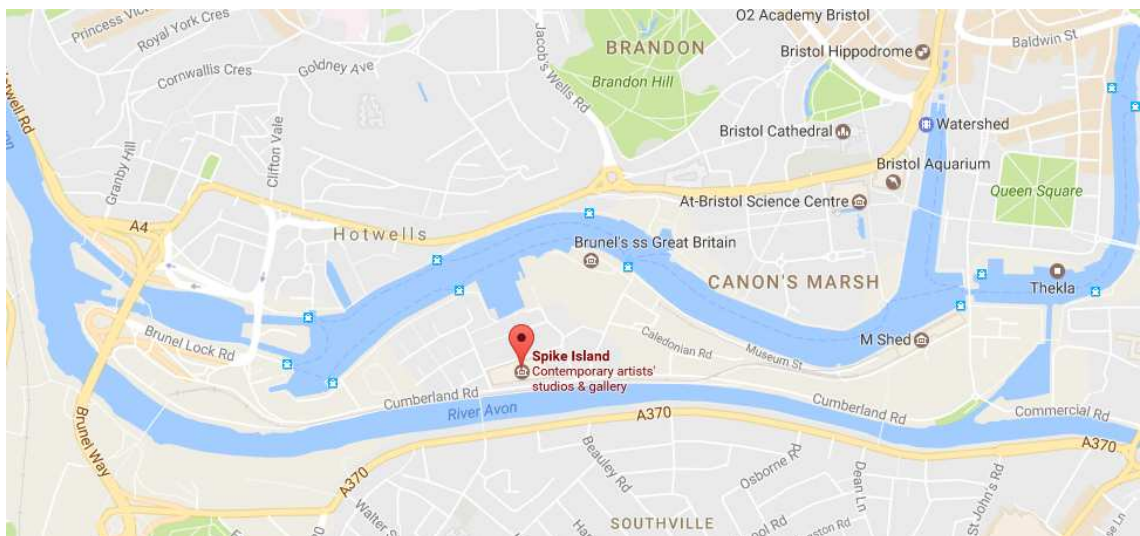 Princess Victoria
Royal York Cres
Cornwallis Cres
Goldney Ave
Jacob's Wells Rd
BRANDON
Brandon Hill
O2 Academy Bristol
Bristol Hippodrome
Baldwin St
Hotwell Rd
Granby Hill
Clifton Vale
Bristol Cathedral
Watershed
Bristol Aquarium
Queen Square
At-Bristol Science Centre
A4
Hotwells
Brunel's ss Great Britain
CANON'S MARSH
Thekla
Brunel Lock Rd
Spike Island
Contemporary artists'
studios & gallery
Caledonian Rd
Museum St
M Shed
Cumberland Rd
River Avon
A370
Cumberland Rd
Commercial Rd
A370
Brunel Way
A370
Beauley Rd
Osborne Rd
Dean Ln
St John's Rd
SOUTHVILLE